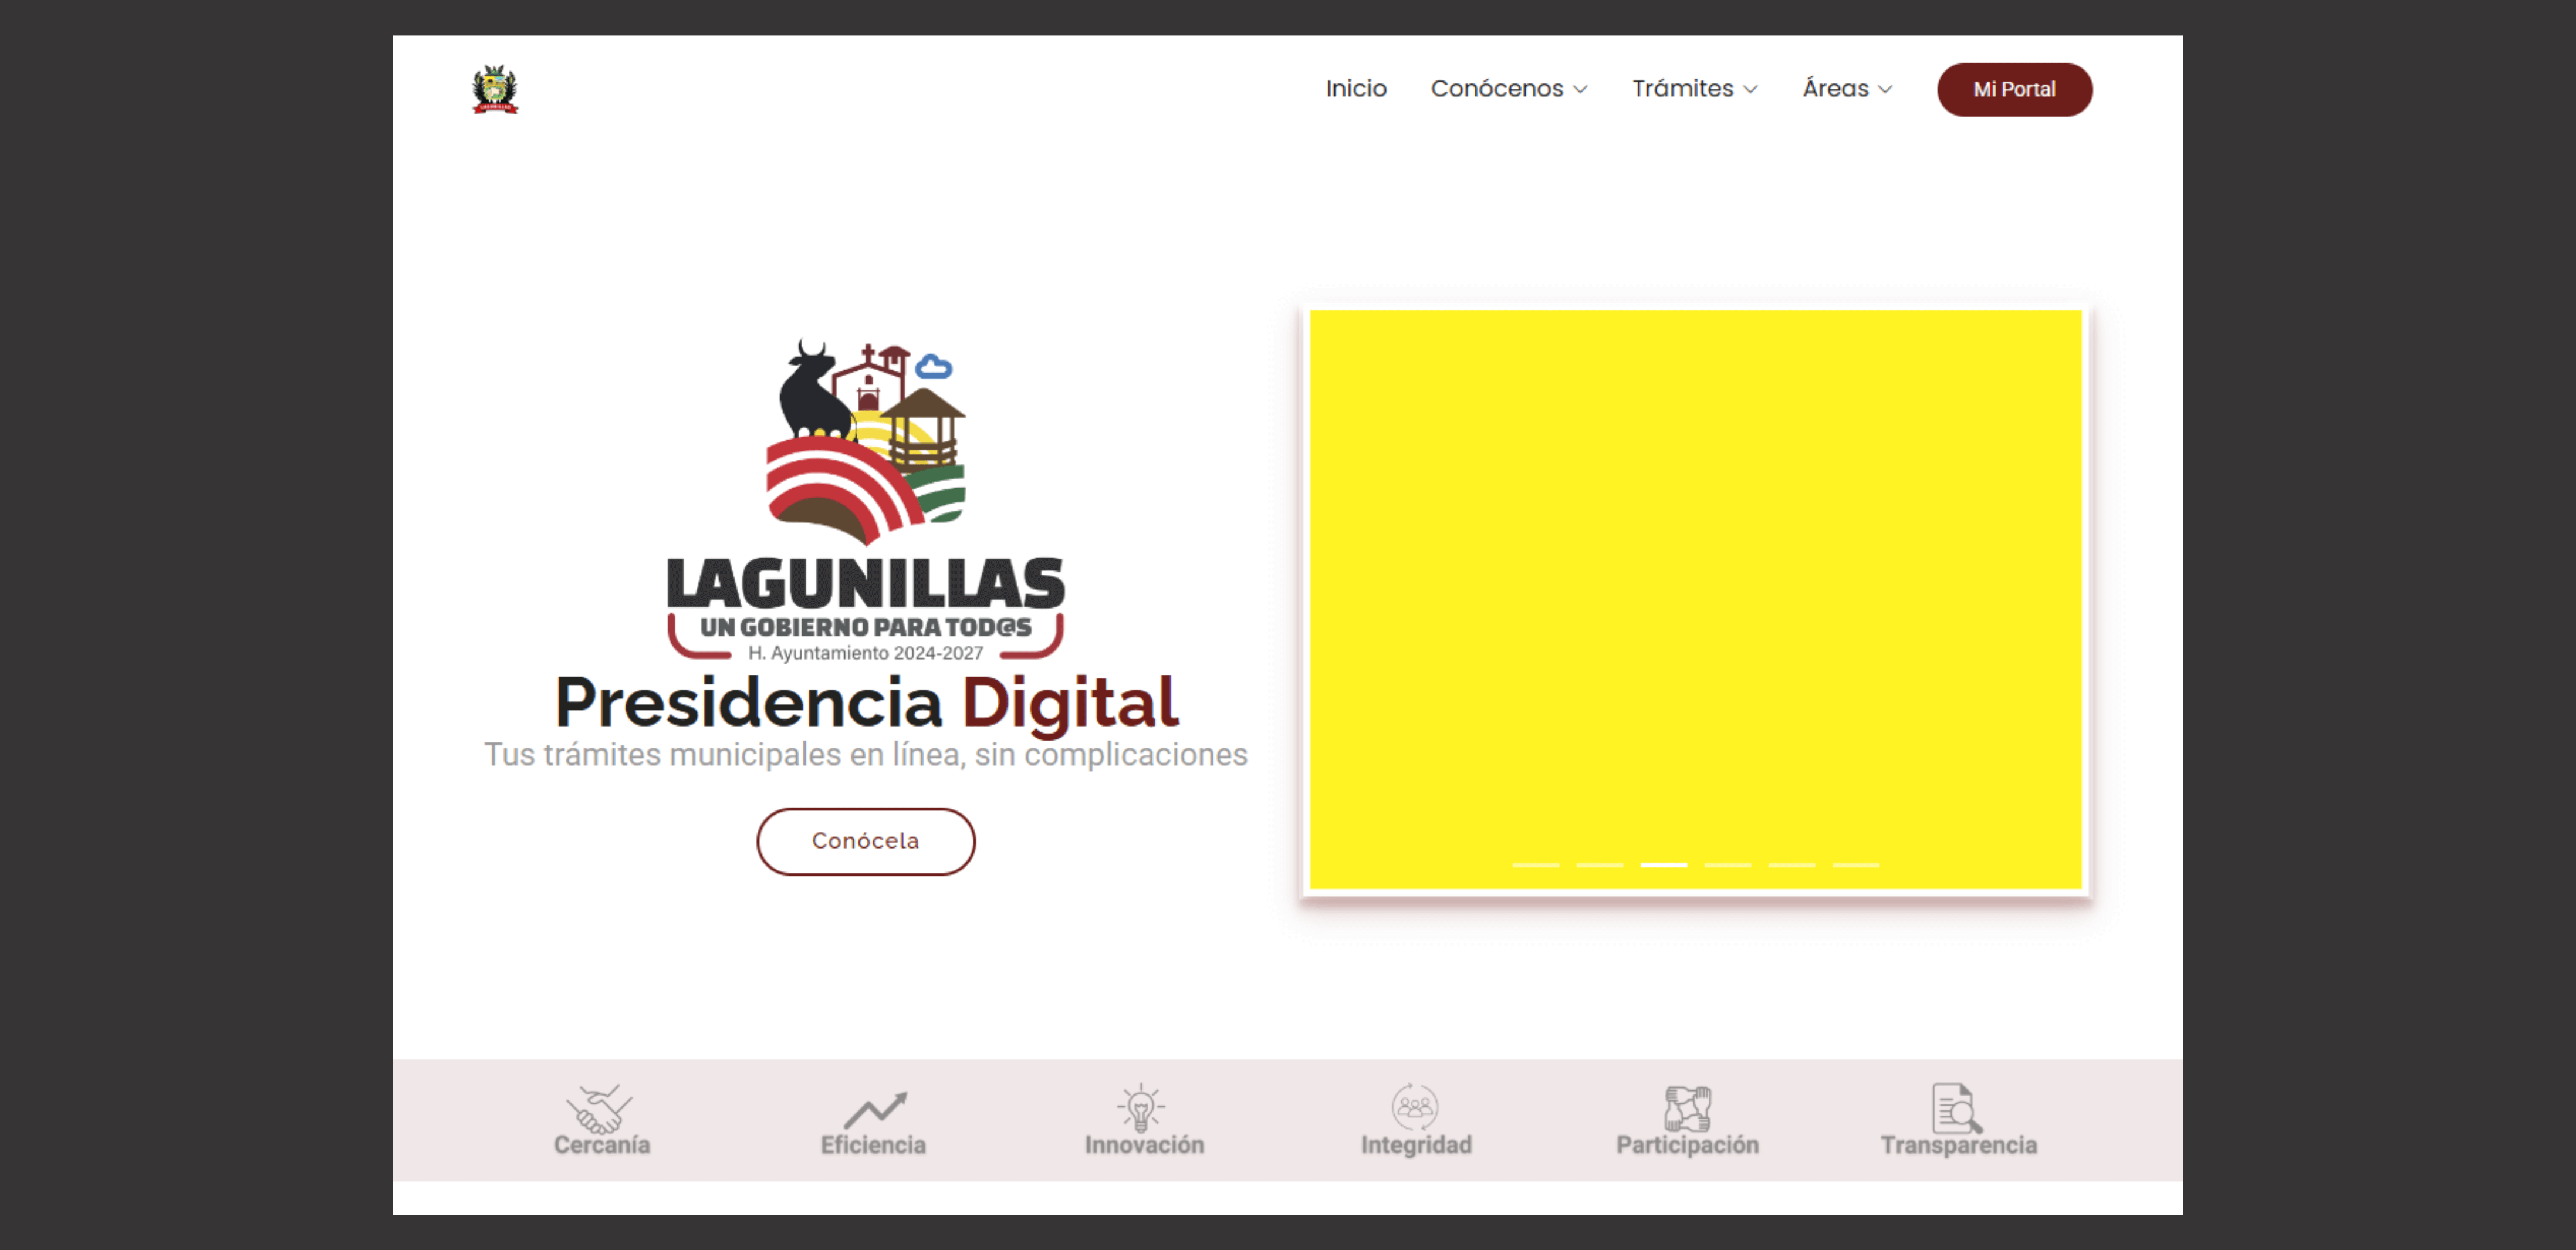 Inicio Conócenos Trámites Áreas Mi Portal
LAGUNILLAS
UN GOBIERNO PARA TOD@S
H. Ayuntamiento 2024-2027
Presidencia Digital
Tus trámites municipales en línea, sin complicaciones
Conócela
Cercanía Eficiencia Innovación Integridad Participación Transparencia